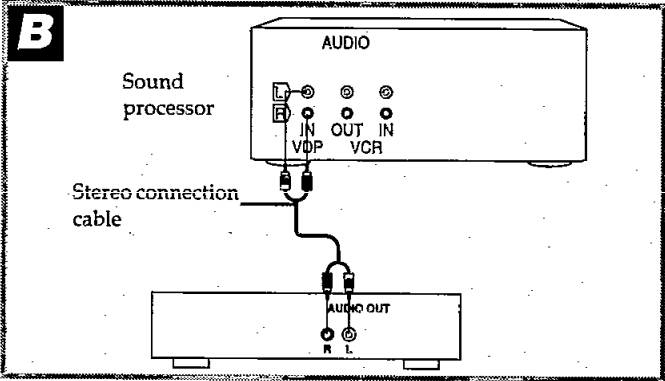 B
AUDIO
Sound
processor
L
R
IN OUT IN
VDP VCR
Stereo connection
cable
AUDIO OUT
R L